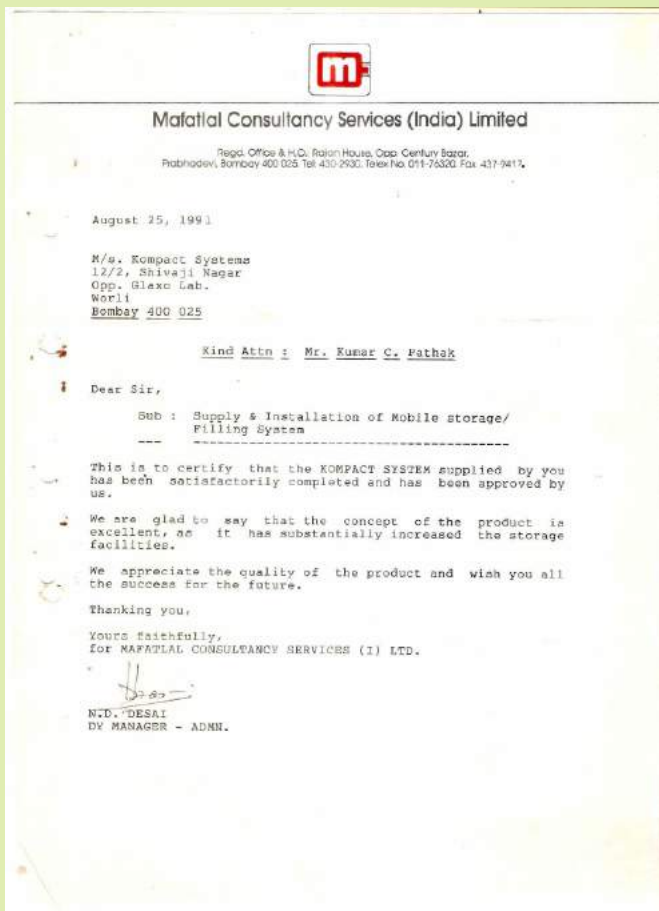 m
Mafatlal Consultancy Services (India) Limited
Regd. Office & H.O.: Rajan House, Opp. Century Bazar,
Prabhadevi, Bombay 400 025. Tel: 430-2930. Telex No. 011-76320. Fax: 437-9417.
August 25, 1991
M/s. Kompact Systems
12/2, Shivaji Nagar
Opp. Glaxo Lab.
Worli
Bombay 400 025
Kind Attn : Mr. Kumar C. Pathak
Dear Sir,
Sub : Supply & Installation of Mobile storage/
Filling System
This is to certify that the KOMPACT SYSTEM supplied by you
has been satisfactorily completed and has been approved by
us.
We are glad to say that the concept of the product is
excellent, as it has substantially increased the storage
facilities.
We appreciate the quality of the product and wish you all
the success for the future.
Thanking you,
Yours faithfully,
for MAFATLAL CONSULTANCY SERVICES (I) LTD.
N.D. DESAI
DY MANAGER - ADMN.